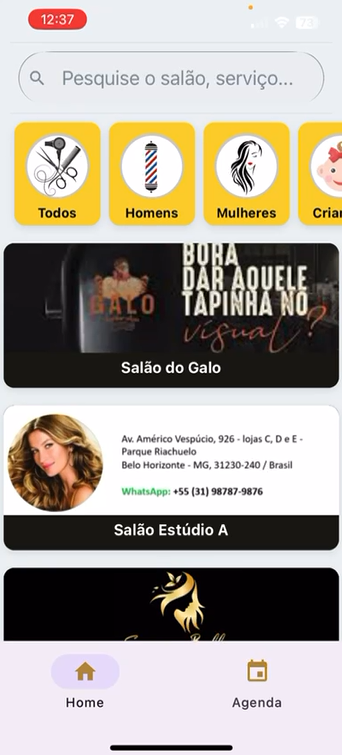 12:37
73
Pesquise o salão, serviço...
Todos
Homens
Mulheres
BORA
DAR AQUELE
TAPINHA NO
visual?
GALO
Salão do Galo
Av. Américo Vespúcio, 926 - lojas C, D e E -
Parque Riachuelo
Belo Horizonte - MG, 31230-240 / Brasil
WhatsApp: +55 (31) 98787-9876
Salão Estúdio A
Home
Agenda